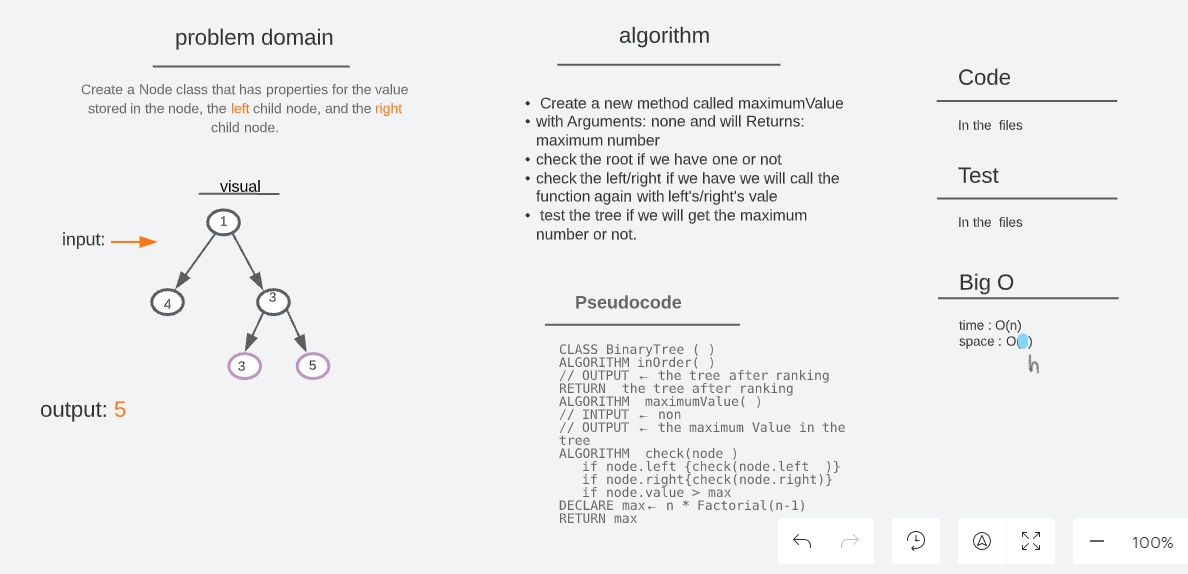 problem domain
Create a Node class that has properties for the value
stored in the node, the left child node, and the right
child node.
visual
input:
1
4
3
3
5
output: 5
algorithm
• Create a new method called maximumValue
• with Arguments: none and will Returns:
maximum number
• check the root if we have one or not
• check the left/right if we have we will call the
function again with left's/right's vale
• test the tree if we will get the maximum
number or not.
Pseudocode
CLASS BinaryTree ( )
ALGORITHM inOrder( )
// OUTPUT ← the tree after ranking
RETURN the tree after ranking
ALGORITHM maximumValue( )
// INTPUT ← non
// OUTPUT ← the maximum Value in the
tree
ALGORITHM check(node )
if node.left {check(node.left )}
if node.right{check(node.right)}
if node.value > max
DECLARE max← n * Factorial(n-1)
RETURN max
Code
In the files
Test
In the files
Big O
time : O(n)
space : O( )
h
100%